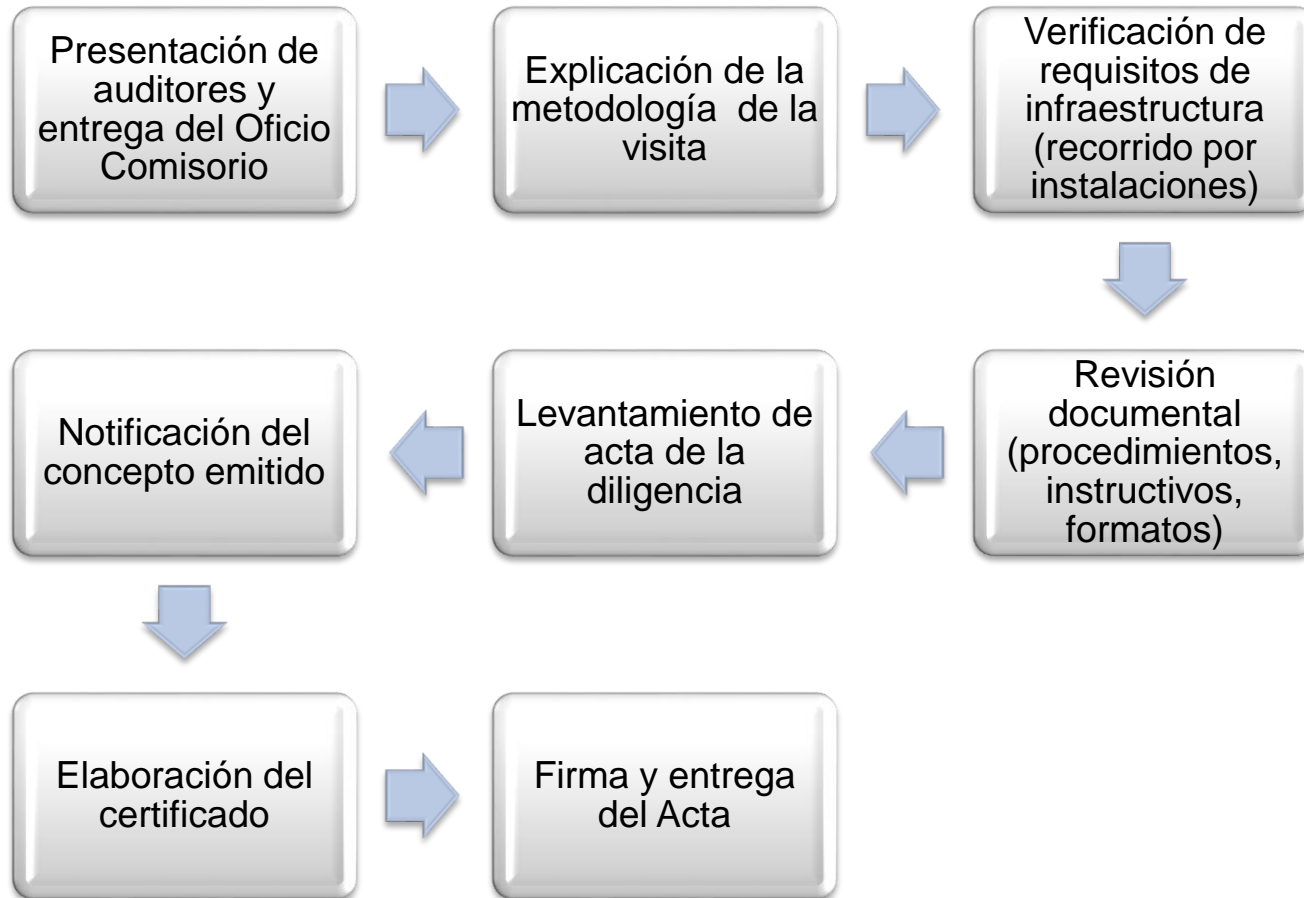 Presentación de
auditores y
entrega del Oficio
Comisorio
Explicación de la
metodología de la
visita
Verificación de
requisitos de
infraestructura
(recorrido por
instalaciones)
Revisión
documental
(procedimientos,
instructivos,
formatos)
Levantamiento de
acta de la
diligencia
Notificación del
concepto emitido
Elaboración del
certificado
Firma y entrega
del Acta